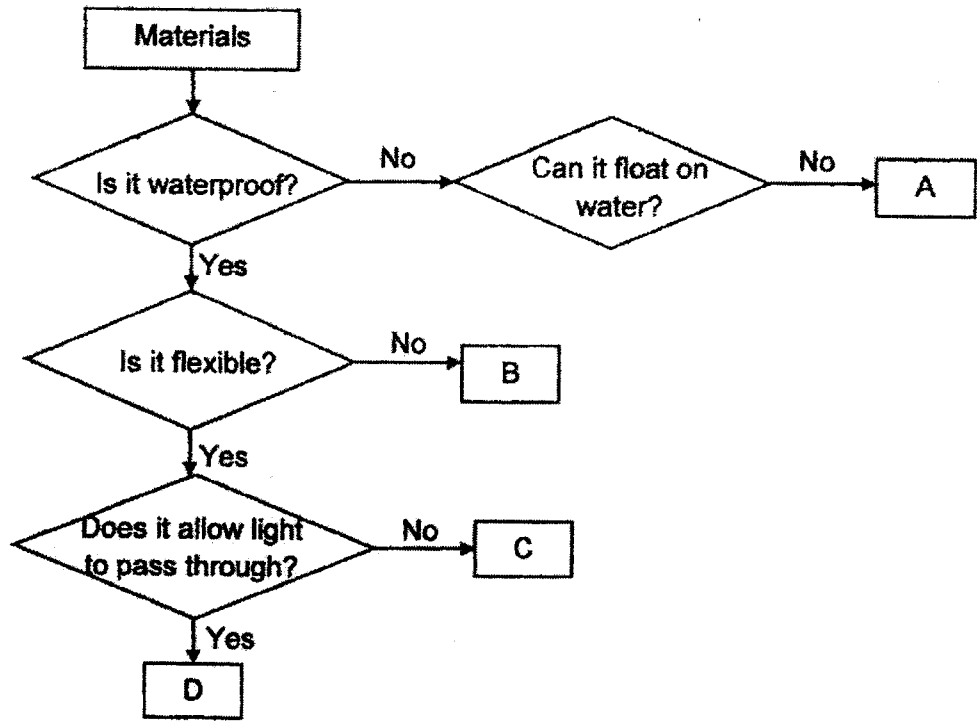 Materials
Is it waterproof?
No
Can it float on
water?
No
A
Yes
Is it flexible?
No
B
Yes
Does it allow light
to pass through?
No
C
Yes
D